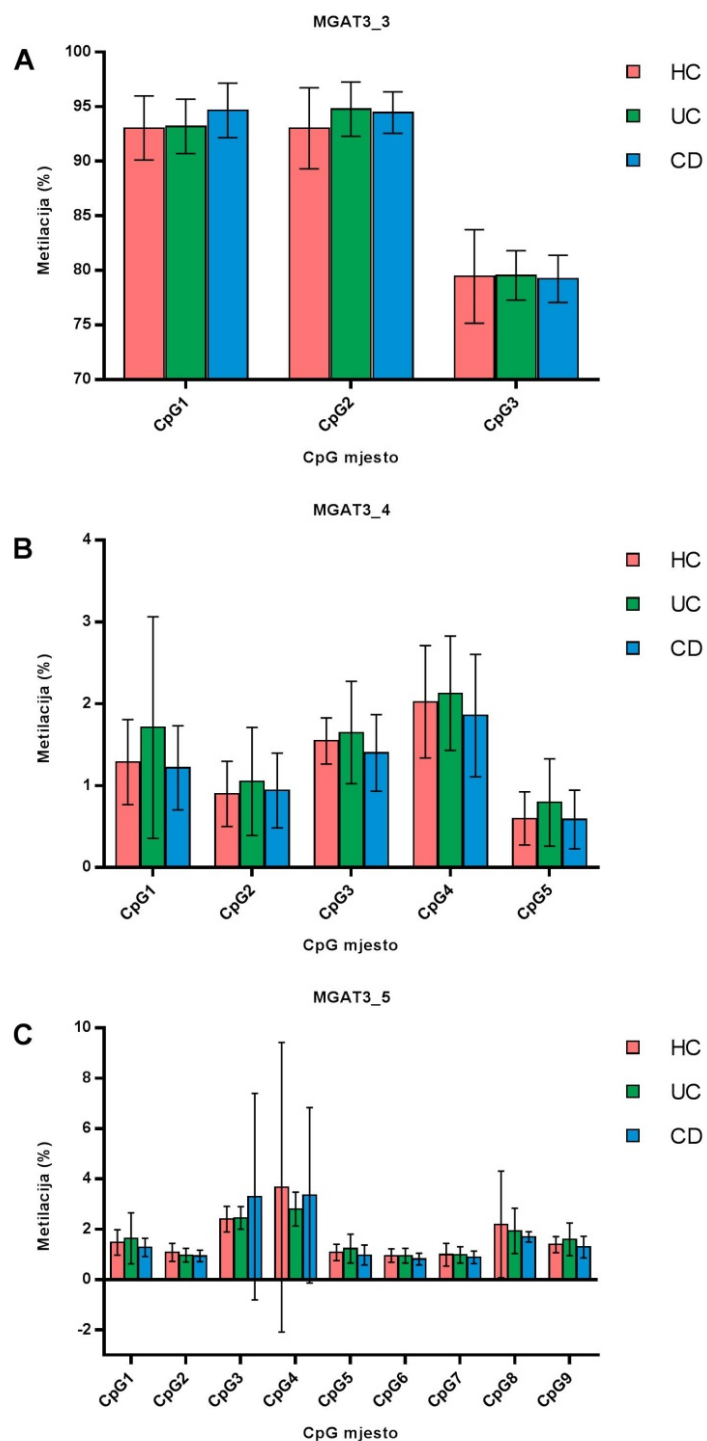 MGAT3_3
A
100
95
90
85
80
75
70
Metilacija (%)
CpG1
CpG2
CpG3
CpG mjesto
HC
UC
CD
MGAT3_4
B
4
3
2
1
0
Metilacija (%)
CpG1
CpG2
CpG3
CpG4
CpG5
CpG mjesto
HC
UC
CD
MGAT3_5
C
10
8
6
4
2
0
-2
Metilacija (%)
CpG1
CpG2
CpG3
CpG4
CpG5
CpG6
CpG7
CpG8
CpG9
CpG mjesto
HC
UC
CD